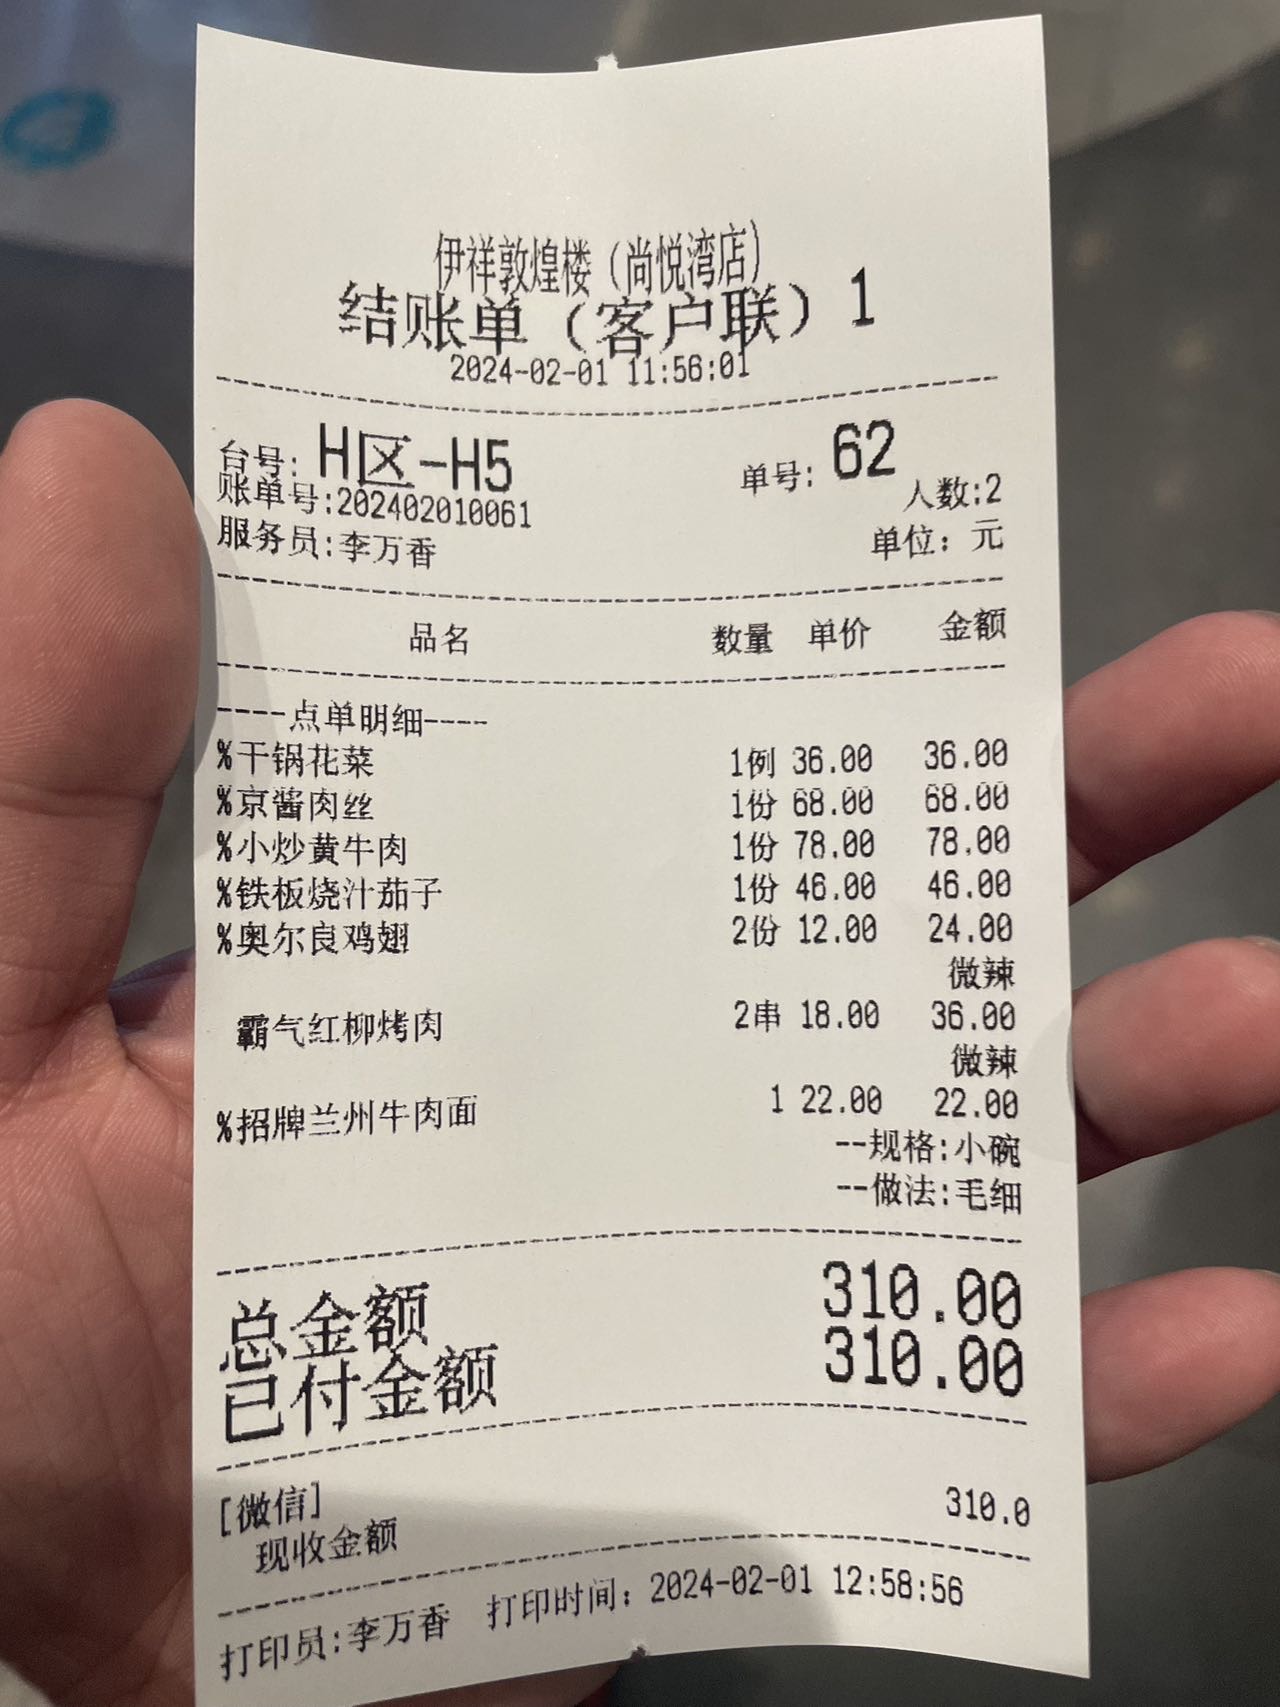 伊祥敦煌楼（尚悦湾店）
结账单（客户联）1
2024-02-01 11:56:01
台号: H区-H5 单号: 62
账单号:202402010061 人数:2
服务员:李万香 单位: 元
品名 数量 单价 金额
----点单明细----
%干锅花菜 1例 36.00 36.00
%京酱肉丝 1份 68.00 68.00
%小炒黄牛肉 1份 78.00 78.00
%铁板烧汁茄子 1份 46.00 46.00
%奥尔良鸡翅 2份 12.00 24.00
微辣
霸气红柳烤肉 2串 18.00 36.00
微辣
%招牌兰州牛肉面 1 22.00 22.00
--规格:小碗
--做法:毛细
总金额 310.00
已付金额 310.00
[微信] 310.0
现收金额
打印员:李万香 打印时间: 2024-02-01 12:58:56